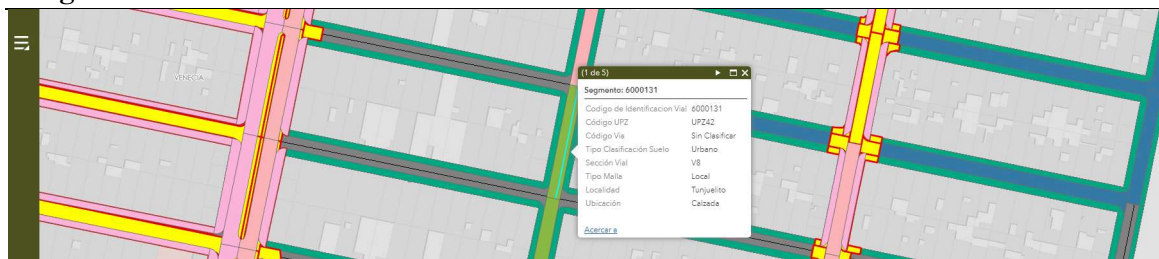 VENECIA
(1 de 5)
Segmento: 6000131
Codigo de Identificacion Vial 6000131
Código UPZ UPZ42
Código Via Sin Clasificar
Tipo Clasificación Suelo Urbano
Sección Vial V8
Tipo Malla Local
Localidad Tunjuelito
Ubicación Calzada
Acercar a